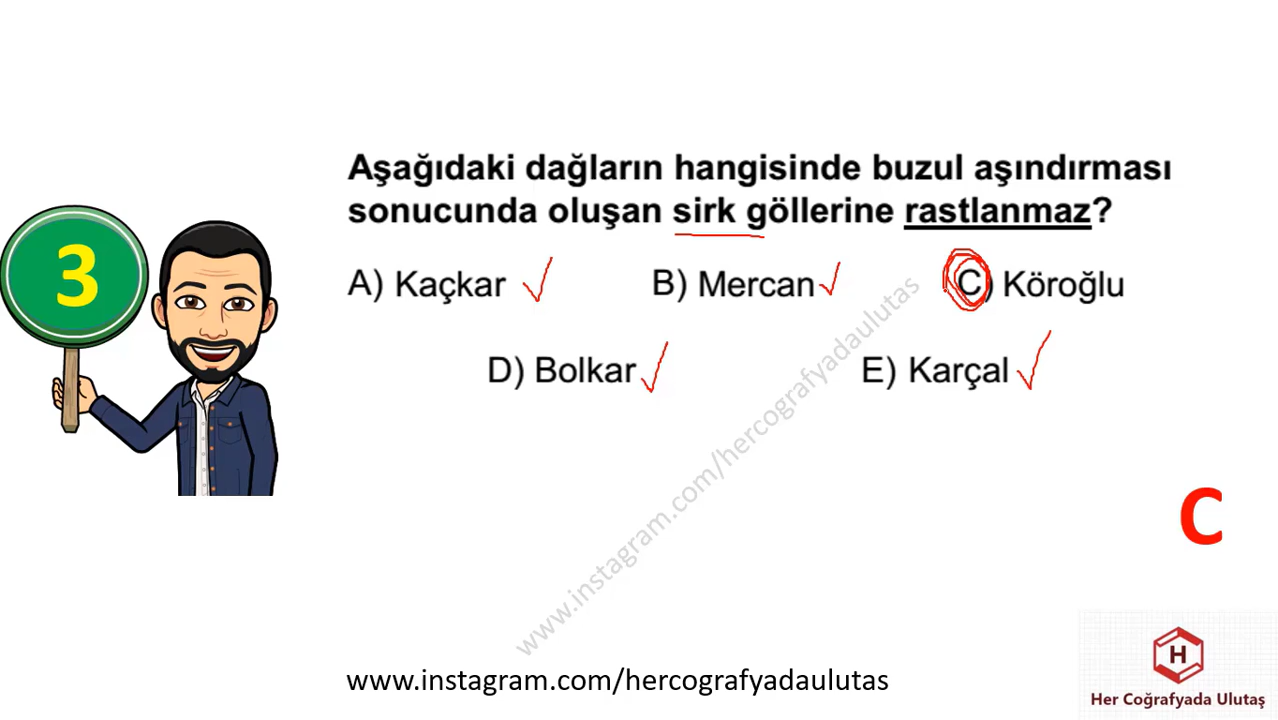 3
Aşağıdaki dağların hangisinde buzul aşındırması
sonucunda oluşan sirk göllerine rastlanmaz?
A) Kaçkar B) Mercan C) Köroğlu
D) Bolkar E) Karçal
www.instagram.com/hercografyadaulutas
C
www.instagram.com/hercografyadaulutas
H
Her Coğrafyada Ulutaş